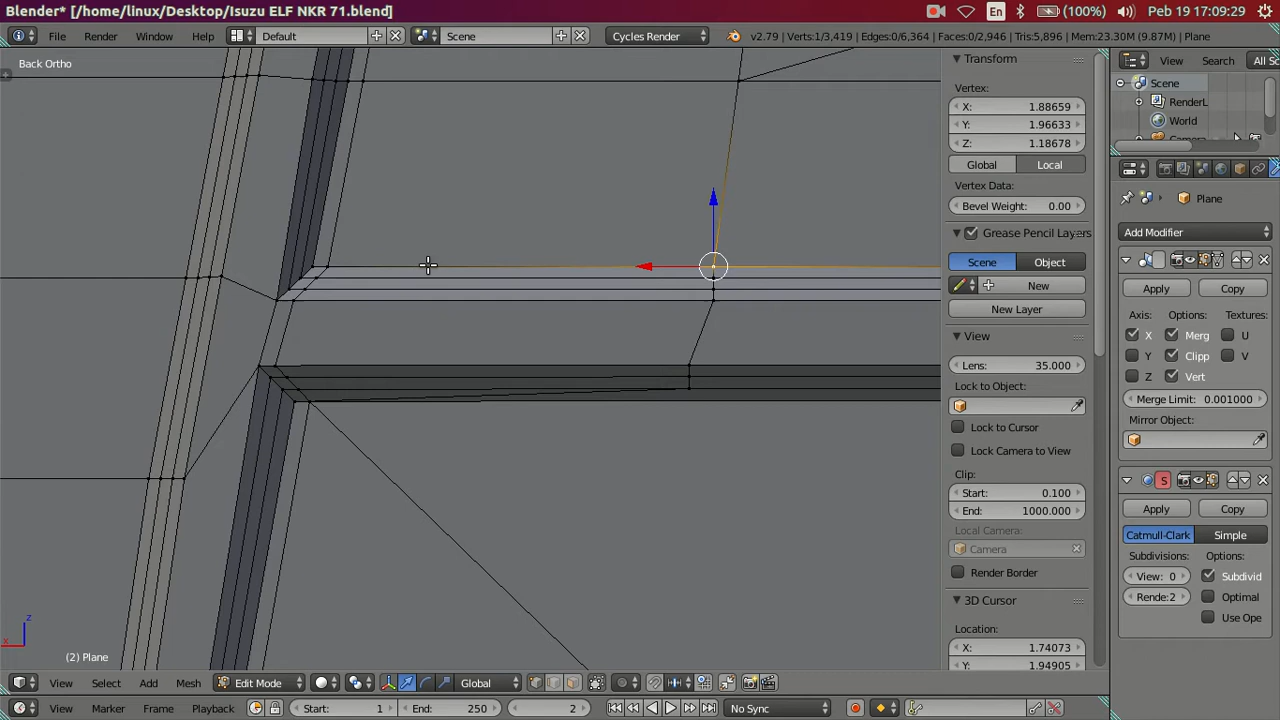 Blender* [/home/linux/Desktop/Isuzu ELF NKR 71.blend] En (100%) Peb 19 17:09:29
File Render Window Help Default Scene Cycles Render v2.79 | Verts:1/3,419 | Edges:0/6,364 | Faces:0/2,946 | Tris:5,896 | Mem:23.30M (9.87M) | Plane
Back Ortho
Transform
Vertex:
X: 1.88659
Y: 1.96633
Z: 1.18678
Global Local
Vertex Data:
Bevel Weight: 0.00
Grease Pencil Layers
Scene Object
New
New Layer
View
Lens: 35.000
Lock to Object:
Lock to Cursor
Lock Camera to View
Clip:
Start: 0.100
End: 1000.000
Local Camera:
Camera
Render Border
3D Cursor
Location:
X: 1.74073
Y: 1.94905
View Search All Sc
Scene
RenderL
World
Camera
Plane
Add Modifier
Apply Copy
Axis: Options: Textures:
X Merg U
Y Clipp V
Z Vert
Merge Limit: 0.001000
Mirror Object:
S
Apply Copy
Catmull-Clark Simple
Subdivisions: Options:
View: 0 Subdivid
Rende:2 Optimal
Use Ope
z
x
(2) Plane
View Select Add Mesh Edit Mode Global
View Marker Frame Playback Start: 1 End: 250 2 No Sync